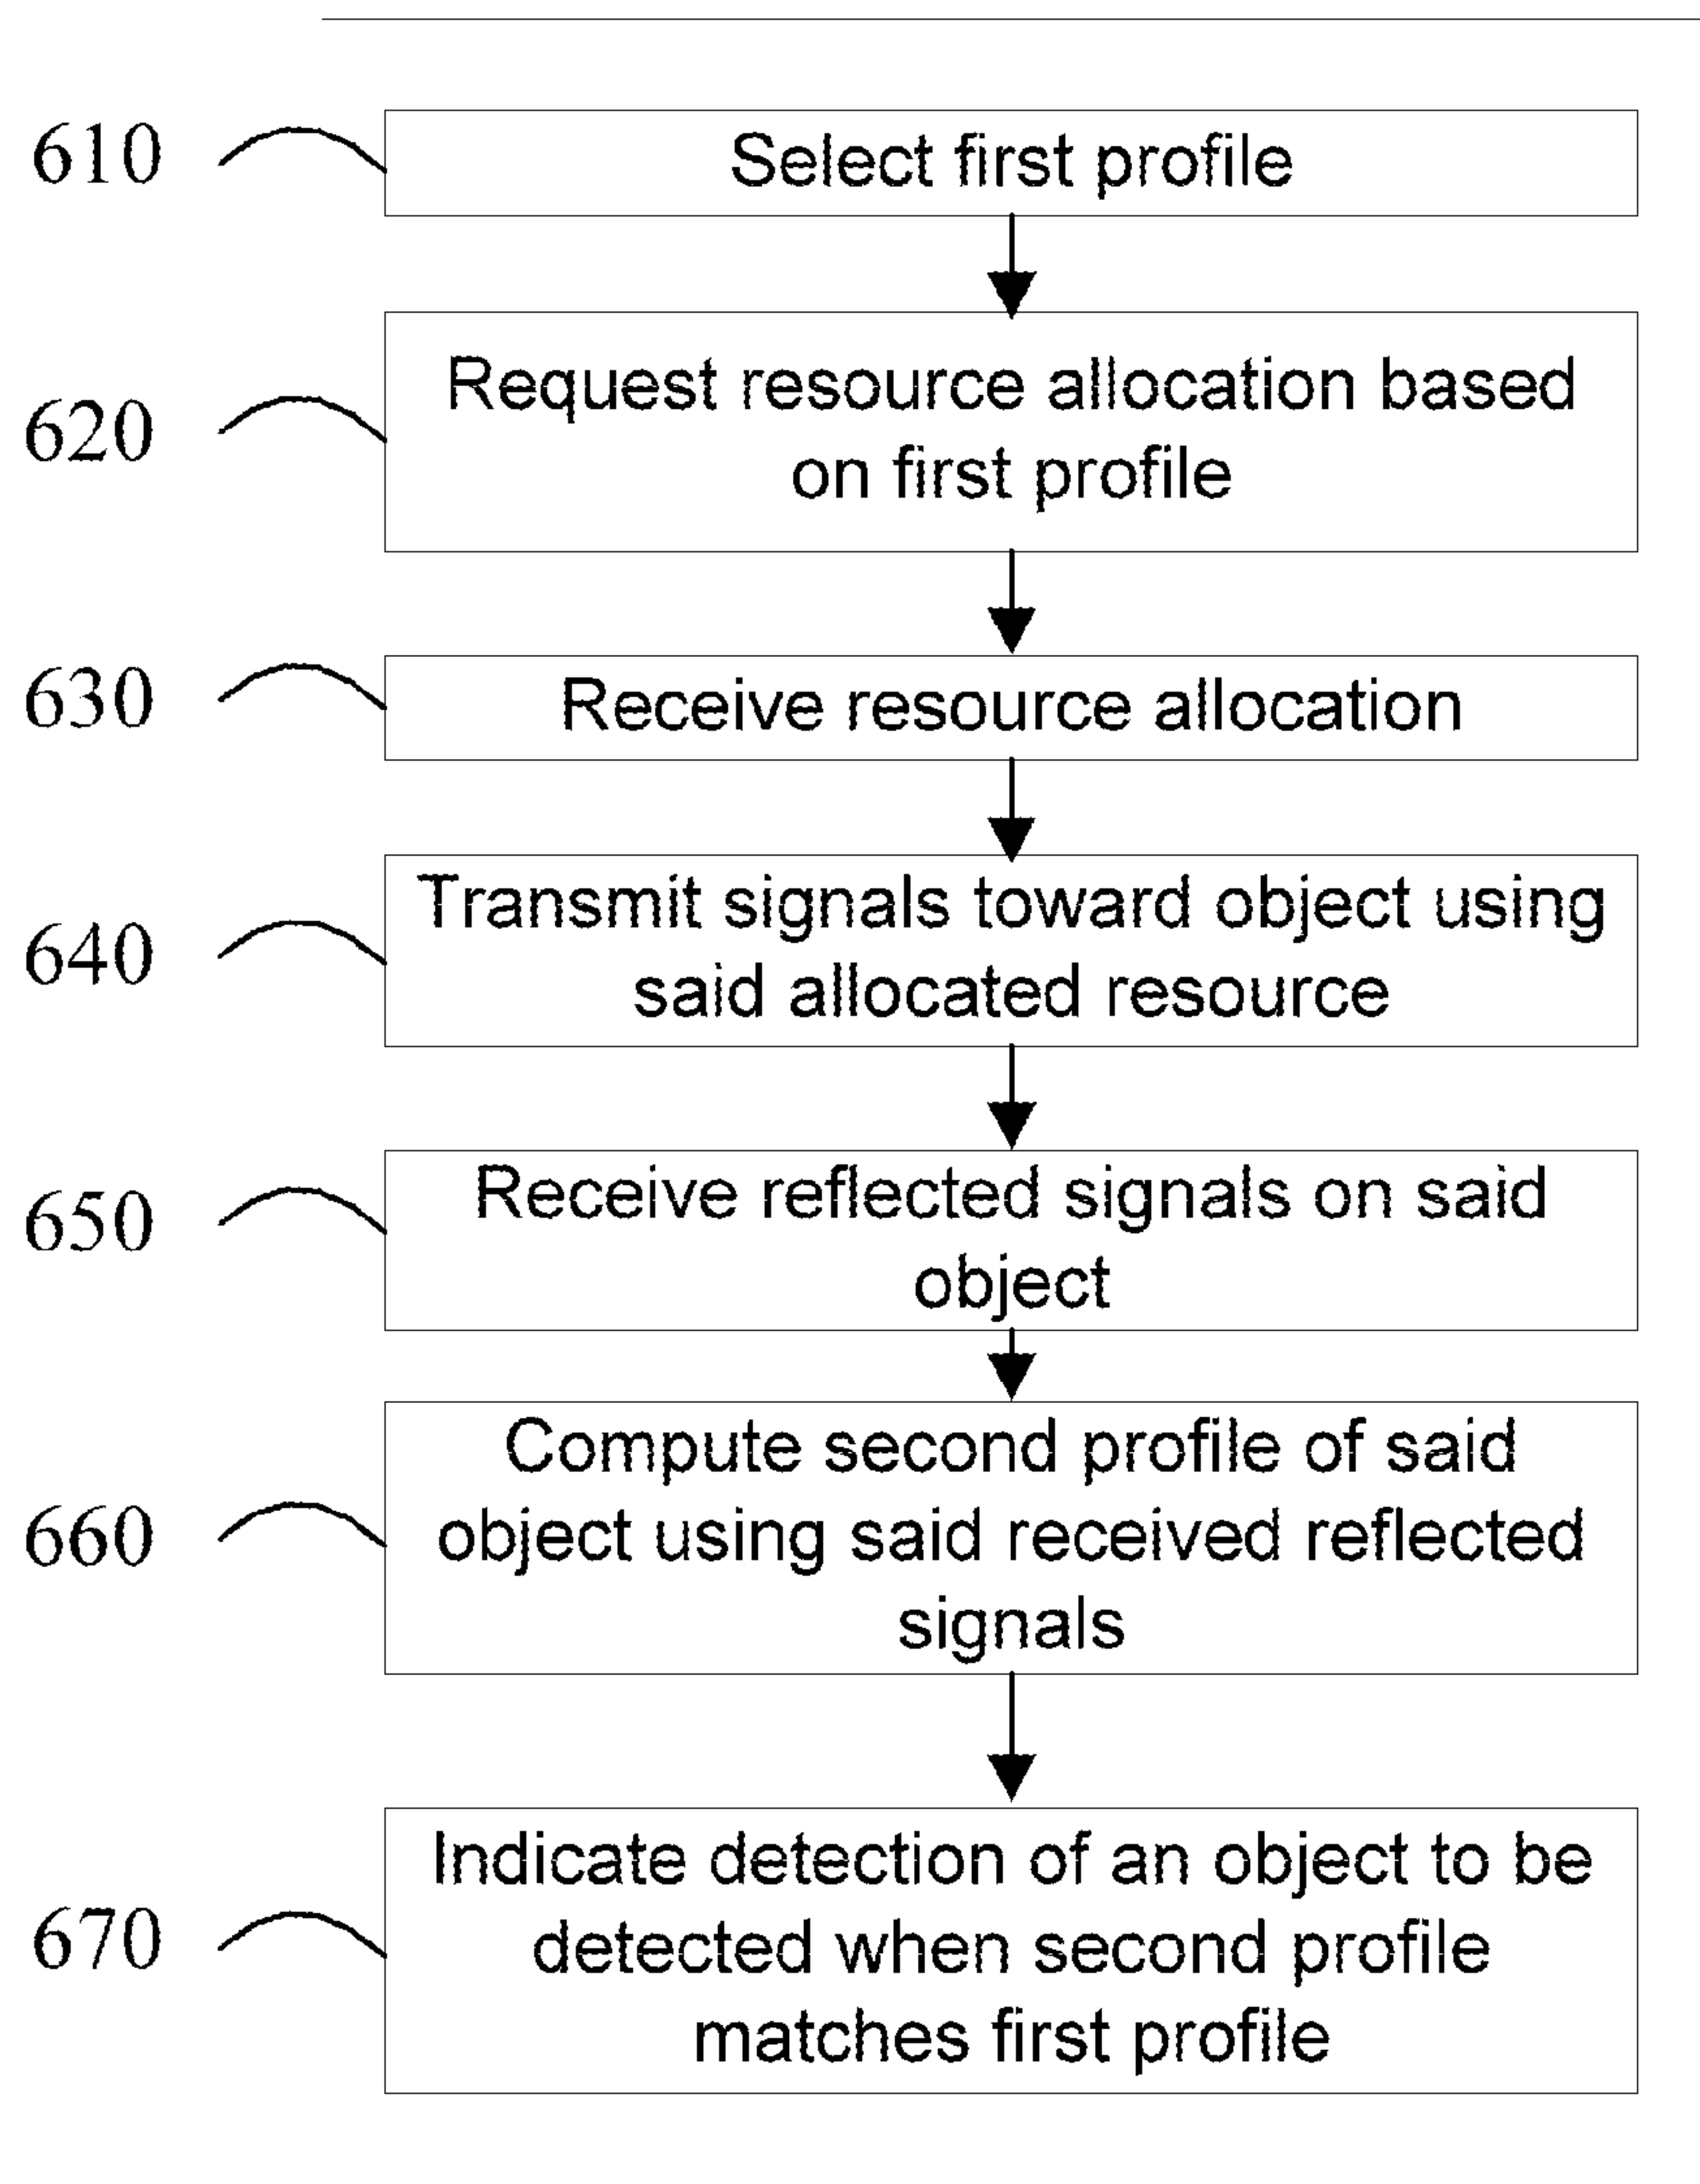 610
Select first profile
620
Request resource allocation based
on first profile
630
Receive resource allocation
640
Transmit signals toward object using
said allocated resource
650
Receive reflected signals on said
object
660
Compute second profile of said
object using said received reflected
signals
670
Indicate detection of an object to be
detected when second profile
matches first profile